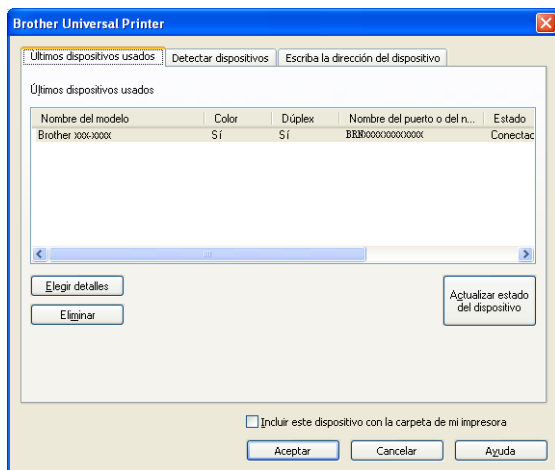 Brother Universal Printer
Últimos dispositivos usados Detectar dispositivos Escriba la dirección del dispositivo
Últimos dispositivos usados
Nombre del modelo Color Dúplex Nombre del puerto o del n... Estado
Brother XXX-XXXX Sí Sí BRNXXXXXXXXXXXX Conectac
Elegir detalles
Eliminar
Actualizar estado
del dispositivo
Incluir este dispositivo con la carpeta de mi impresora
Aceptar Cancelar Ayuda